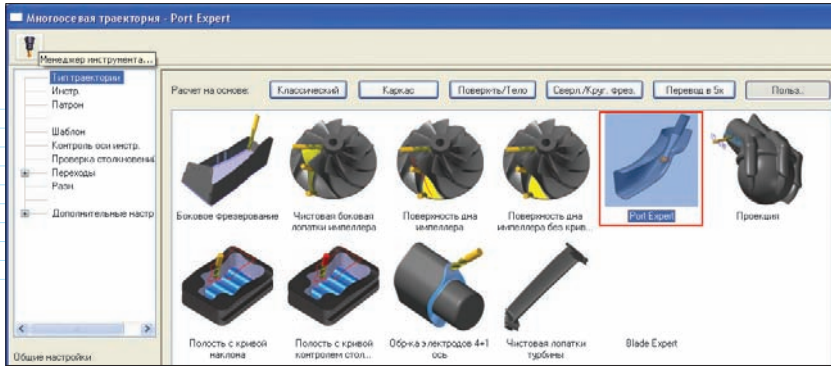 Многоосевая траектория - Port Expert
Менеджер инструмента...
Тип траектории
Инстр.
Патрон
Шаблон
Контроль оси инстр.
Проверка столкновений
Переходы
Разн.
Дополнительные настр
Общие настройки
Расчет на основе:
Классический
Каркас
Поверх-ть/Тело
Сверл./Круг. фрез.
Перевод в 5х
Польз..
Боковое фрезерование
Чистовая боковая
лопатки импеллера
Поверхность дна
импеллера
Поверхность дна
импеллера без крив...
Port Expert
Проекция
Полость с кривой
наклона
Полость с кривой
контролем стол...
Обр-ка электродов 4+1
ось
Чистовая лопатки
турбины
Blade Expert